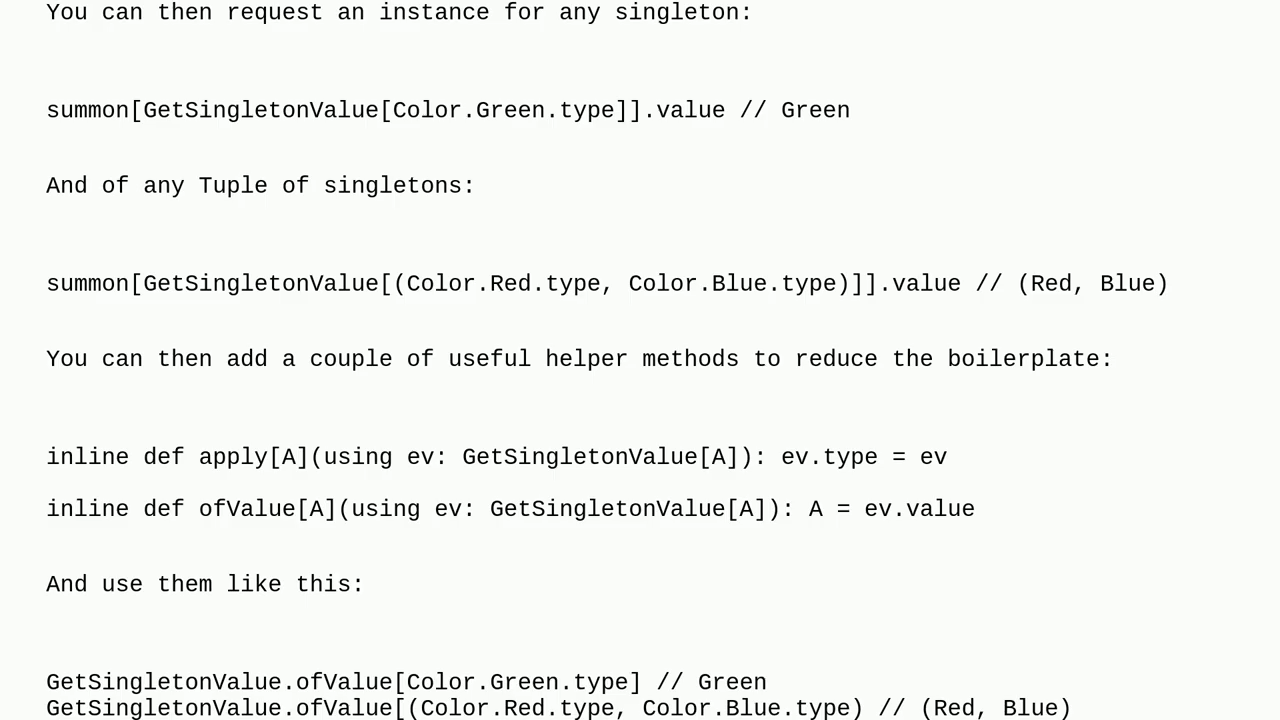 You can then request an instance for any singleton:
summon[GetSingletonValue[Color.Green.type]].value // Green
And of any Tuple of singletons:
summon[GetSingletonValue[(Color.Red.type, Color.Blue.type)]].value // (Red, Blue)
You can then add a couple of useful helper methods to reduce the boilerplate:
inline def apply[A](using ev: GetSingletonValue[A]): ev.type = ev
inline def ofValue[A](using ev: GetSingletonValue[A]): A = ev.value
And use them like this:
GetSingletonValue.ofValue[Color.Green.type] // Green
GetSingletonValue.ofValue[(Color.Red.type, Color.Blue.type) // (Red, Blue)